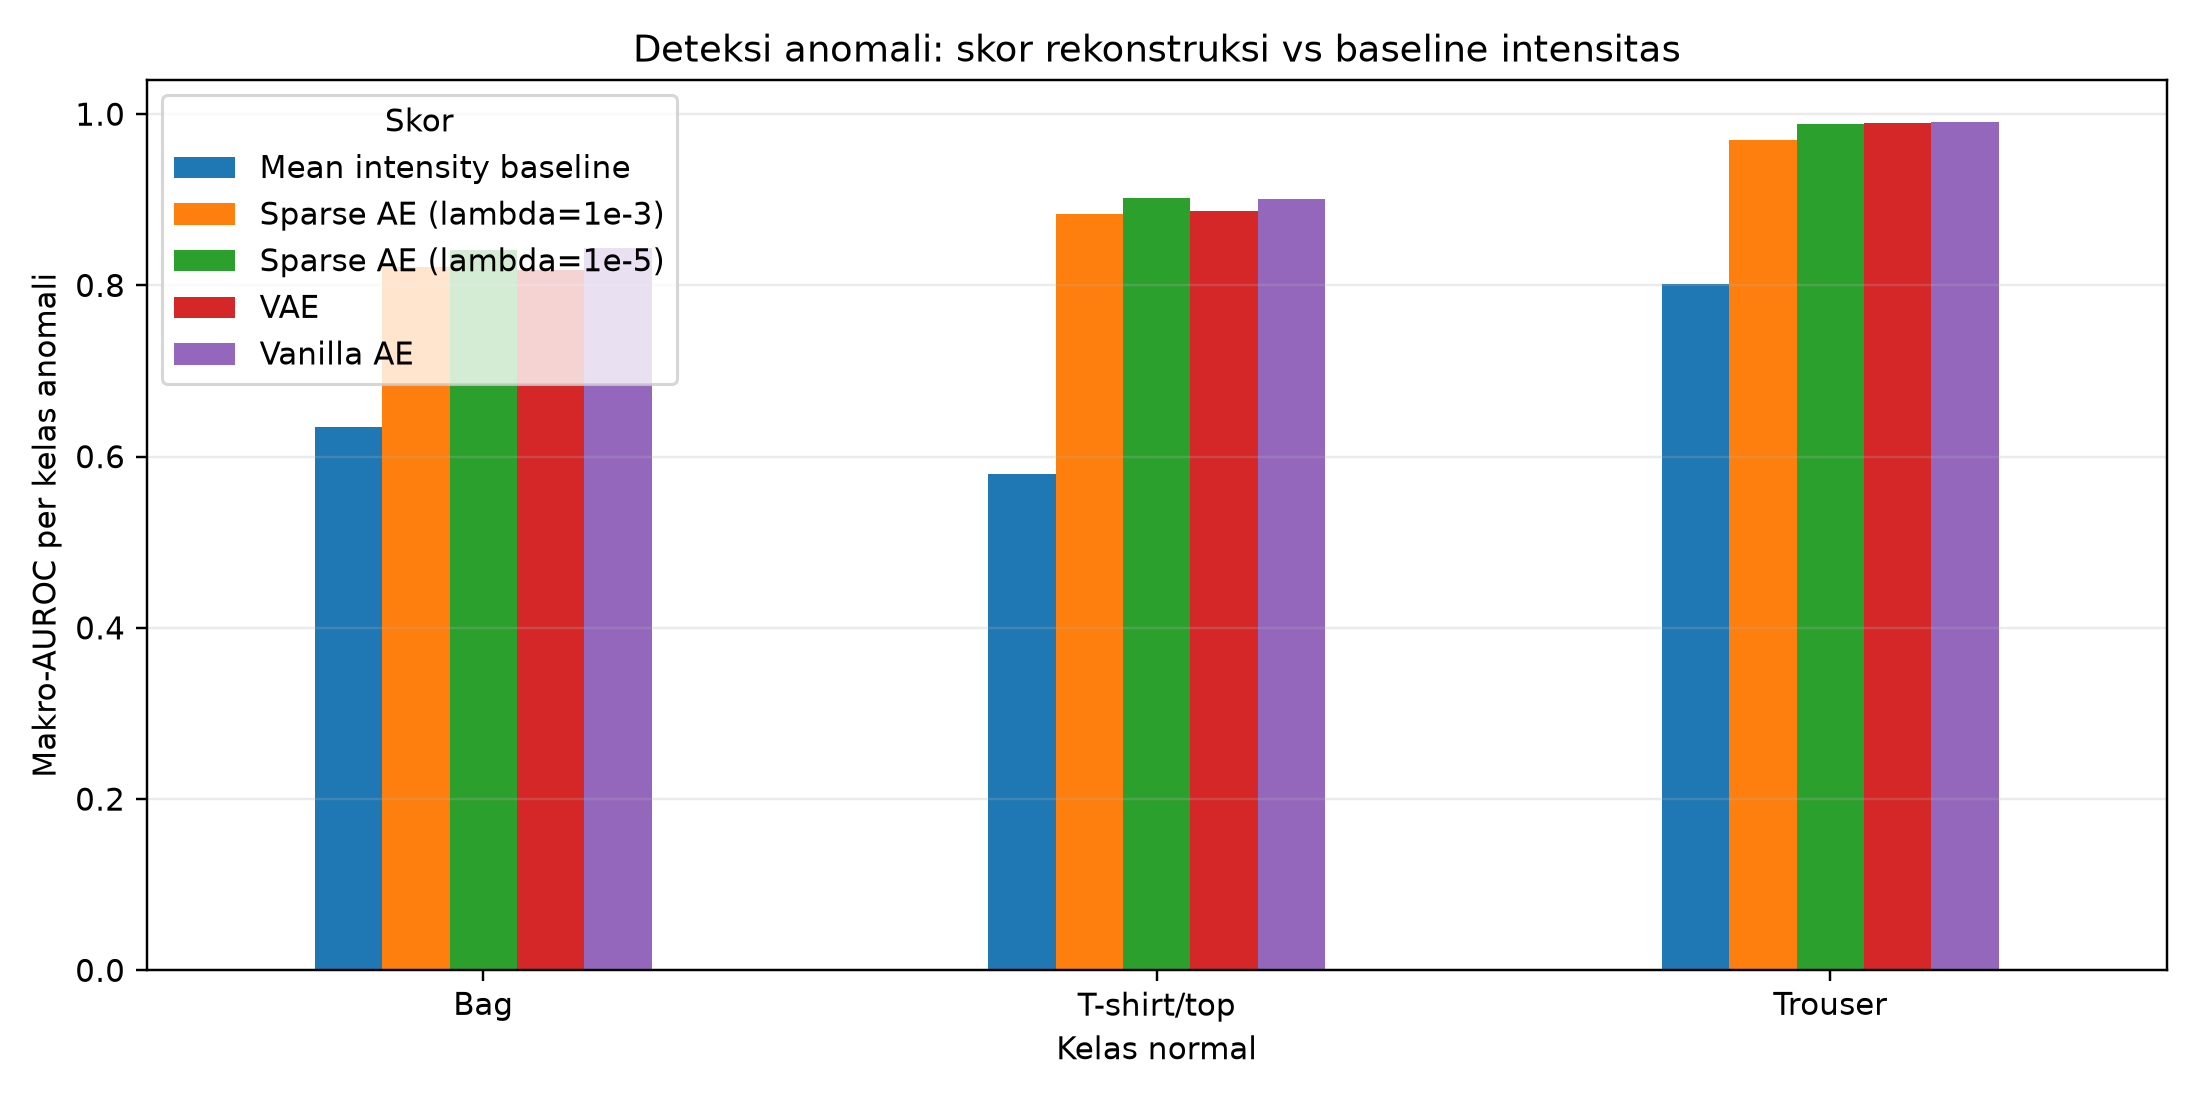 Deteksi anomali: skor rekonstruksi vs baseline intensitas
Skor
Mean intensity baseline
Sparse AE (lambda=1e-3)
Sparse AE (lambda=1e-5)
VAE
Vanilla AE
Makro-AUROC per kelas anomali
1.0
0.8
0.6
0.4
0.2
0.0
Bag
T-shirt/top
Trouser
Kelas normal